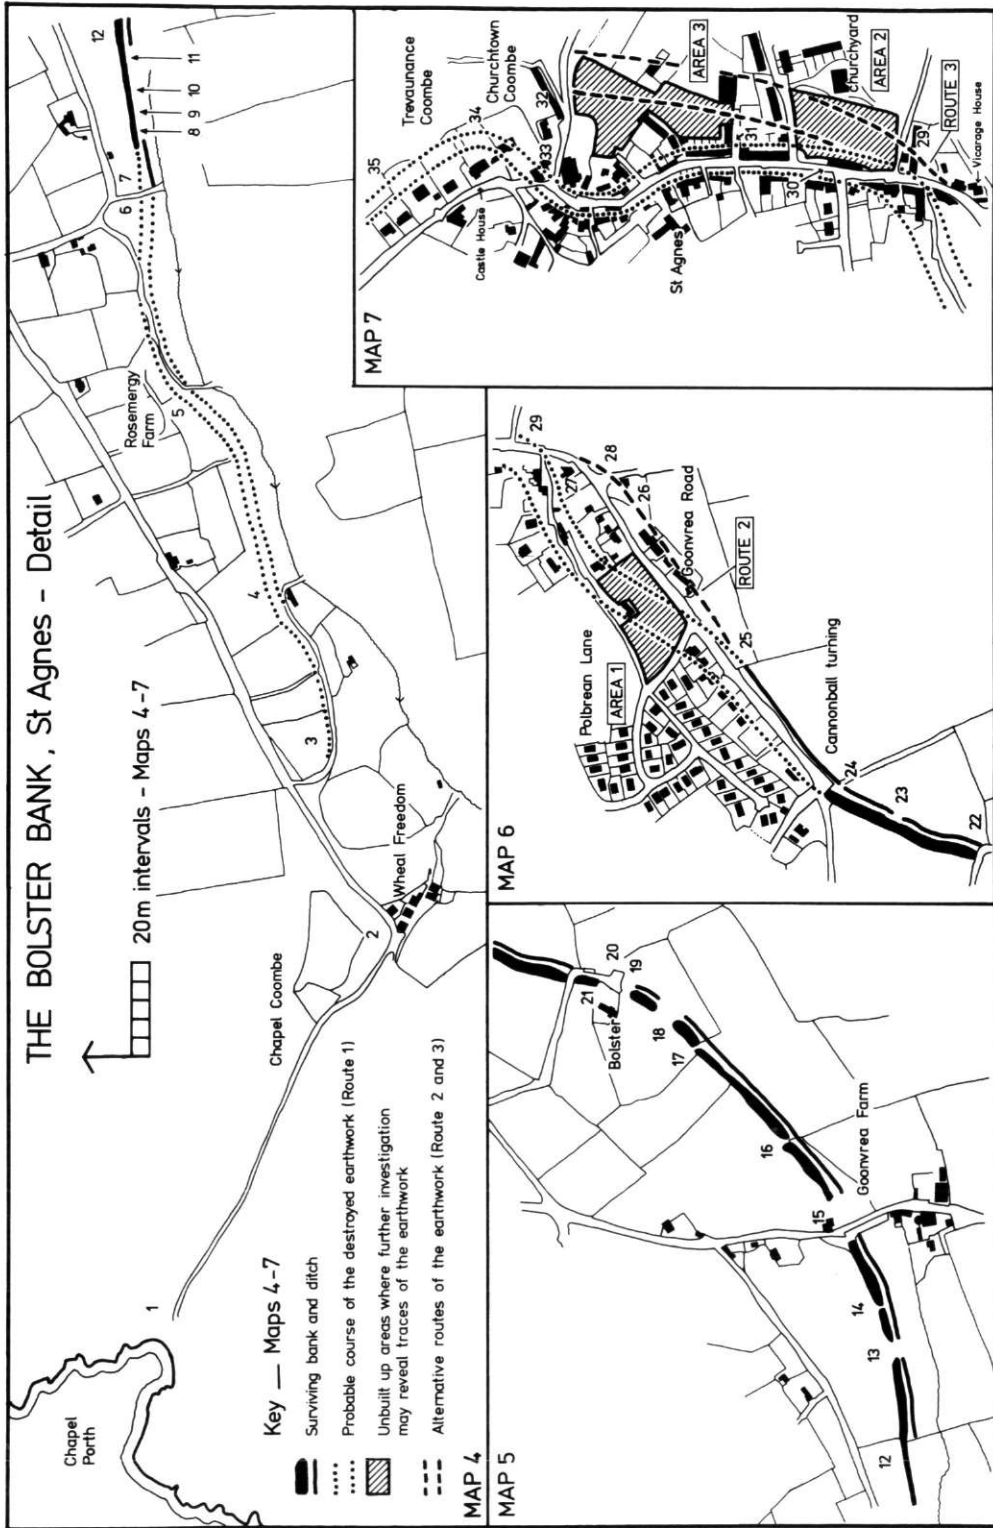 THE BOLSTER BANK, St Agnes - Detail
20m intervals - Maps 4-7
Chapel
Porth
1
Chapel Coombe
2
Wheal Freedom
3
4
5
Rosemergy
Farm
6
7
8
9
10
11
12
Key — Maps 4-7
Surviving bank and ditch
Probable course of the destroyed earthwork (Route 1)
Unbuilt up areas where further investigation
may reveal traces of the earthwork
Alternative routes of the earthwork (Route 2 and 3)
MAP 4
MAP 5
12
13
14
15
Goonvrea Farm
16
17
18
19
20
21
Bolster
MAP 6
22
23
24
Cannonball turning
25
ROUTE 2
Goonvrea Road
26
27
28
29
Polbrean Lane
AREA 1
MAP 7
35
34
Trevaunance
Coombe
Churchtown
Coombe
32
33
Castle House
AREA 3
31
St Agnes
30
Churchyard
AREA 2
29
ROUTE 3
Vicarage House